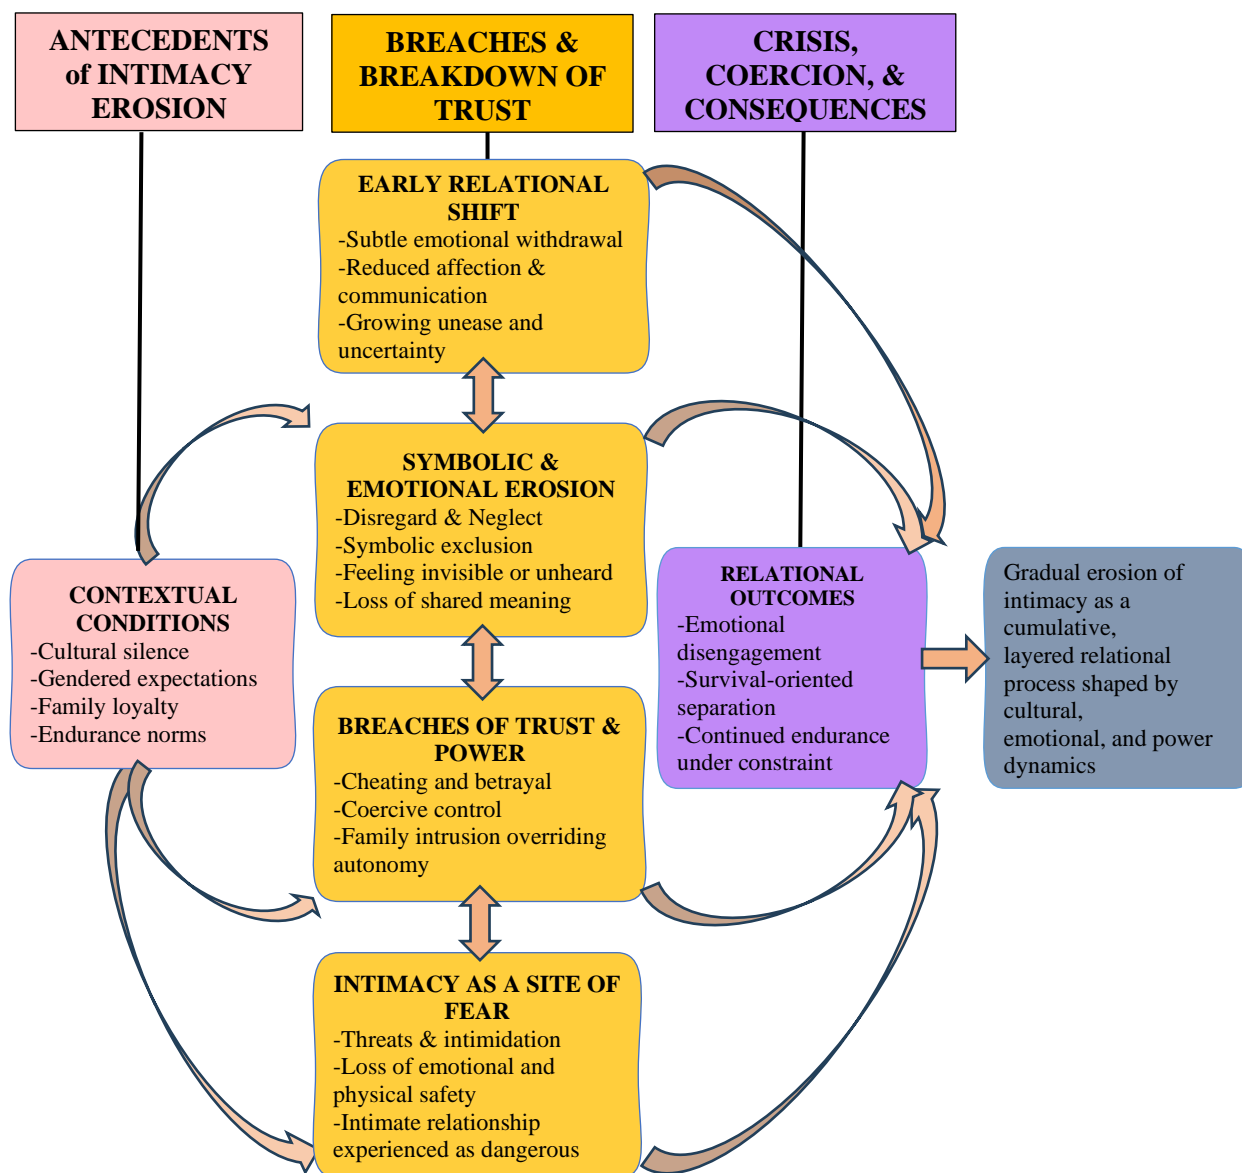 ANTECEDENTS
of INTIMACY
EROSION
BREACHES &
BREAKDOWN OF
TRUST
CRISIS,
COERCION, &
CONSEQUENCES
EARLY RELATIONAL
SHIFT
-Subtle emotional withdrawal
-Reduced affection &
communication
-Growing unease and
uncertainty
SYMBOLIC &
EMOTIONAL EROSION
-Disregard & Neglect
-Symbolic exclusion
-Feeling invisible or unheard
-Loss of shared meaning
CONTEXTUAL
CONDITIONS
-Cultural silence
-Gendered expectations
-Family loyalty
-Endurance norms
BREACHES OF TRUST &
POWER
-Cheating and betrayal
-Coercive control
-Family intrusion overriding
autonomy
INTIMACY AS A SITE OF
FEAR
-Threats & intimidation
-Loss of emotional and
physical safety
-Intimate relationship
experienced as dangerous
RELATIONAL
OUTCOMES
-Emotional
disengagement
-Survival-oriented
separation
-Continued endurance
under constraint
Gradual erosion of
intimacy as a
cumulative,
layered relational
process shaped by
cultural,
emotional, and power
dynamics